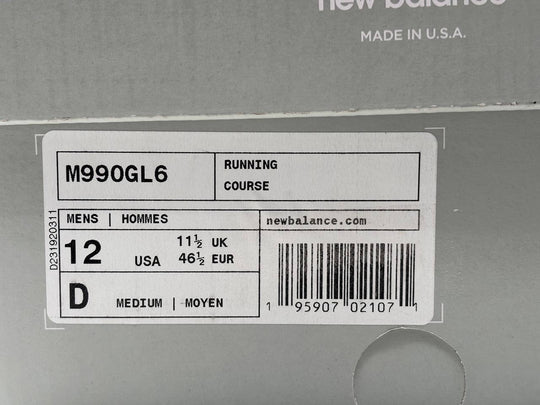 new balance
MADE IN U.S.A.
M990GL6
RUNNING
COURSE
MENS | HOMMES
newbalance.com
12 USA 11½ UK
46½ EUR
D MEDIUM | MOYEN
D231920311
1 95907 02107 1